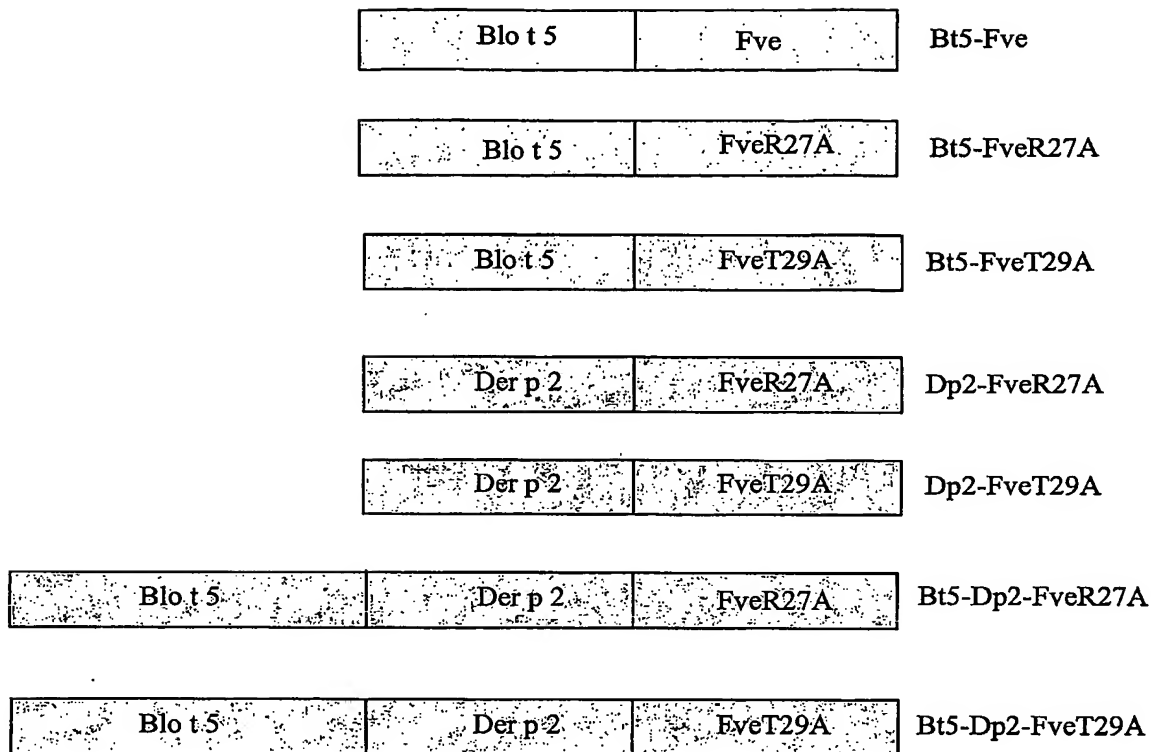 Blo t 5 Fve Bt5-Fve
Blo t 5 FveR27A Bt5-FveR27A
Blo t 5 FveT29A Bt5-FveT29A
Der p 2 FveR27A Dp2-FveR27A
Der p 2 FveT29A Dp2-FveT29A
Blo t 5 Der p 2 FveR27A Bt5-Dp2-FveR27A
Blo t 5 Der p 2 FveT29A Bt5-Dp2-FveT29A